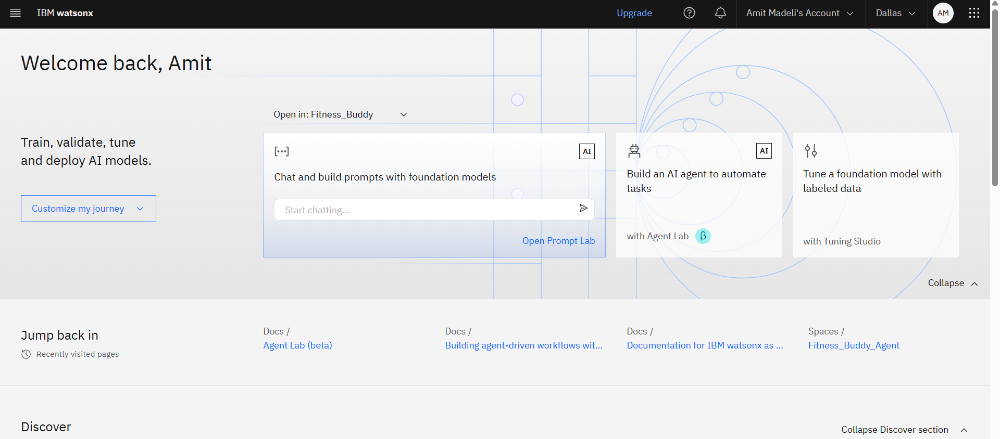 IBM watsonx
Upgrade
Amit Madeli's Account
Dallas
AM
Welcome back, Amit
Open in: Fitness_Buddy
Train, validate, tune
and deploy AI models.
Customize my journey
AI
Chat and build prompts with foundation models
Start chatting...
Open Prompt Lab
AI
Build an AI agent to automate
tasks
with Agent Lab β
Tune a foundation model with
labeled data
with Tuning Studio
Collapse
Jump back in
Recently visited pages
Docs /
Agent Lab (beta)
Docs /
Building agent-driven workflows wit...
Docs /
Documentation for IBM watsonx as ...
Spaces /
Fitness_Buddy_Agent
Discover
Collapse Discover section